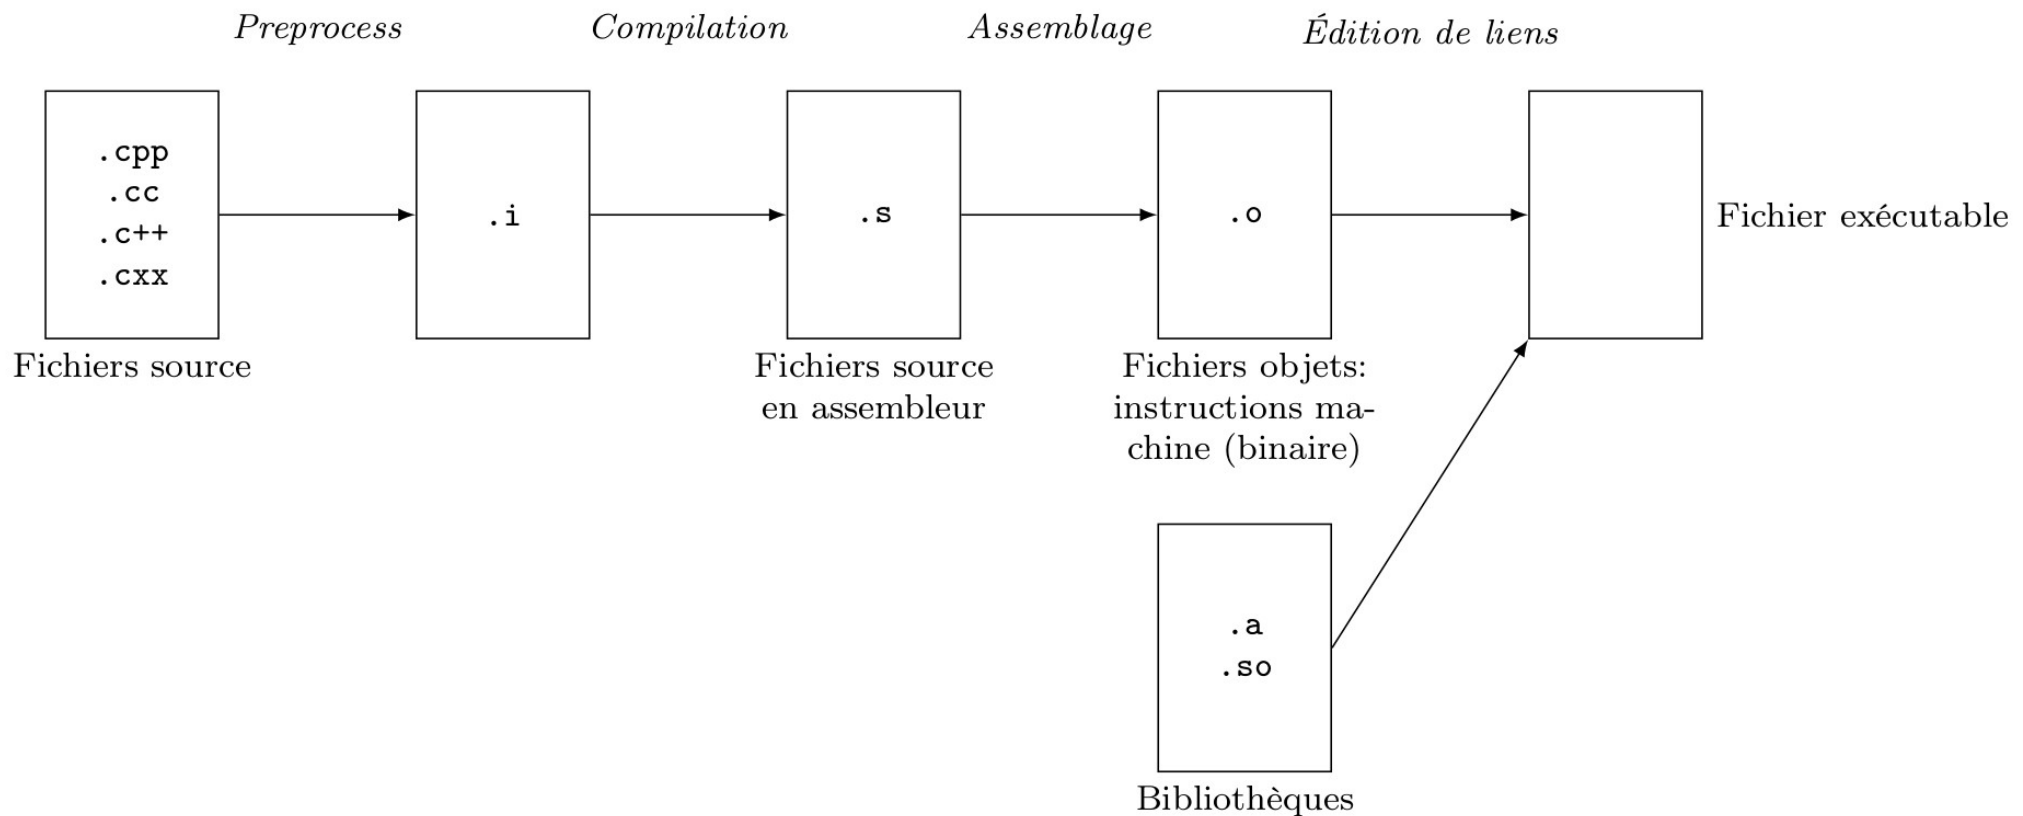 Preprocess
Compilation
Assemblage
Édition de liens
.cpp
.cc
.c++
.cxx
Fichiers source
.i
.s
Fichiers source
en assembleur
.o
Fichiers objets:
instructions ma-
chine (binaire)
Fichier exécutable
.a
.so
Bibliothèques